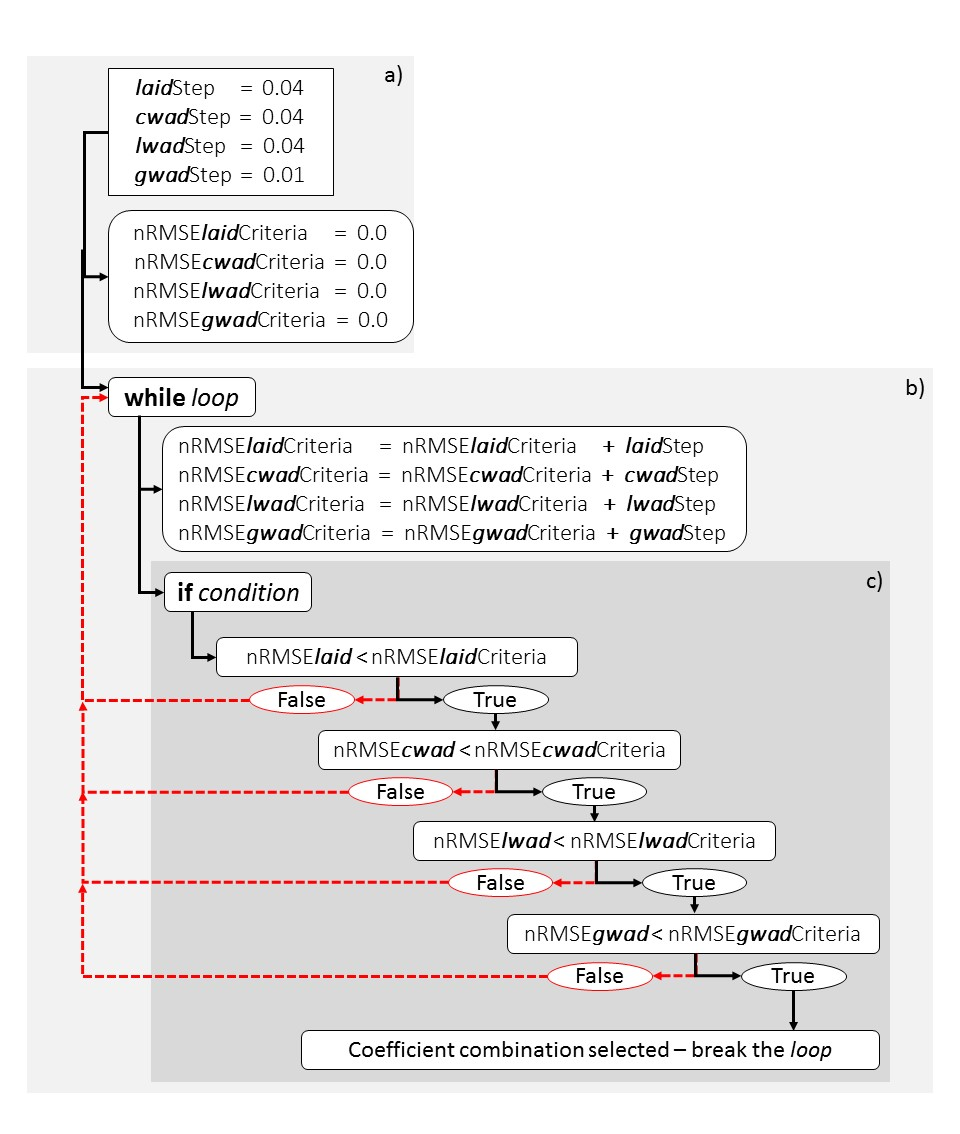 a)
laidStep = 0.04
cwadStep = 0.04
lwadStep = 0.04
gwadStep = 0.01
nRMSElaidCriteria = 0.0
nRMSEcwadCriteria = 0.0
nRMSElwadCriteria = 0.0
nRMSEgwadCriteria = 0.0
b)
while loop
nRMSElaidCriteria = nRMSElaidCriteria + laidStep
nRMSEcwadCriteria = nRMSEcwadCriteria + cwadStep
nRMSElwadCriteria = nRMSElwadCriteria + lwadStep
nRMSEgwadCriteria = nRMSEgwadCriteria + gwadStep
c)
if condition
nRMSElaid < nRMSElaidCriteria
False True
nRMSEcwad < nRMSEcwadCriteria
False True
nRMSElwad < nRMSElwadCriteria
False True
nRMSEgwad < nRMSEgwadCriteria
False True
Coefficient combination selected – break the loop